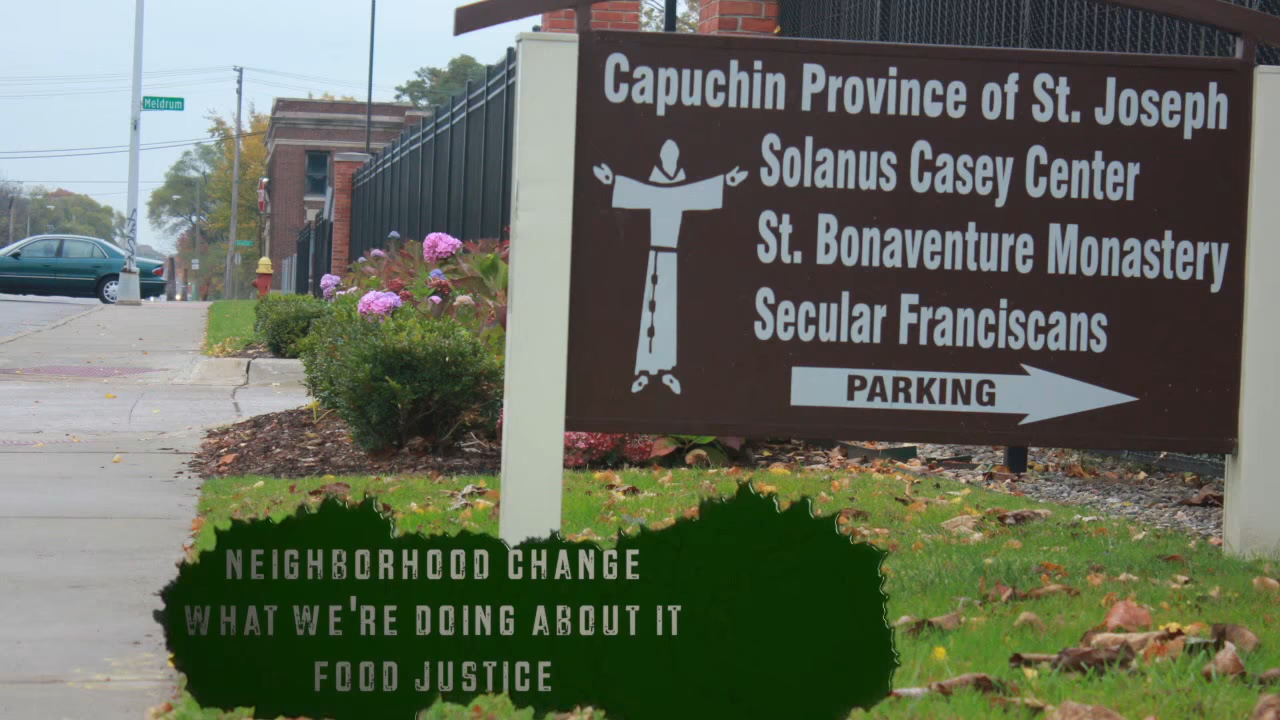 Meldrum
Capuchin Province of St. Joseph
Solanus Casey Center
St. Bonaventure Monastery
Secular Franciscans
PARKING
NEIGHBORHOOD CHANGE
WHAT WE'RE DOING ABOUT IT
FOOD JUSTICE